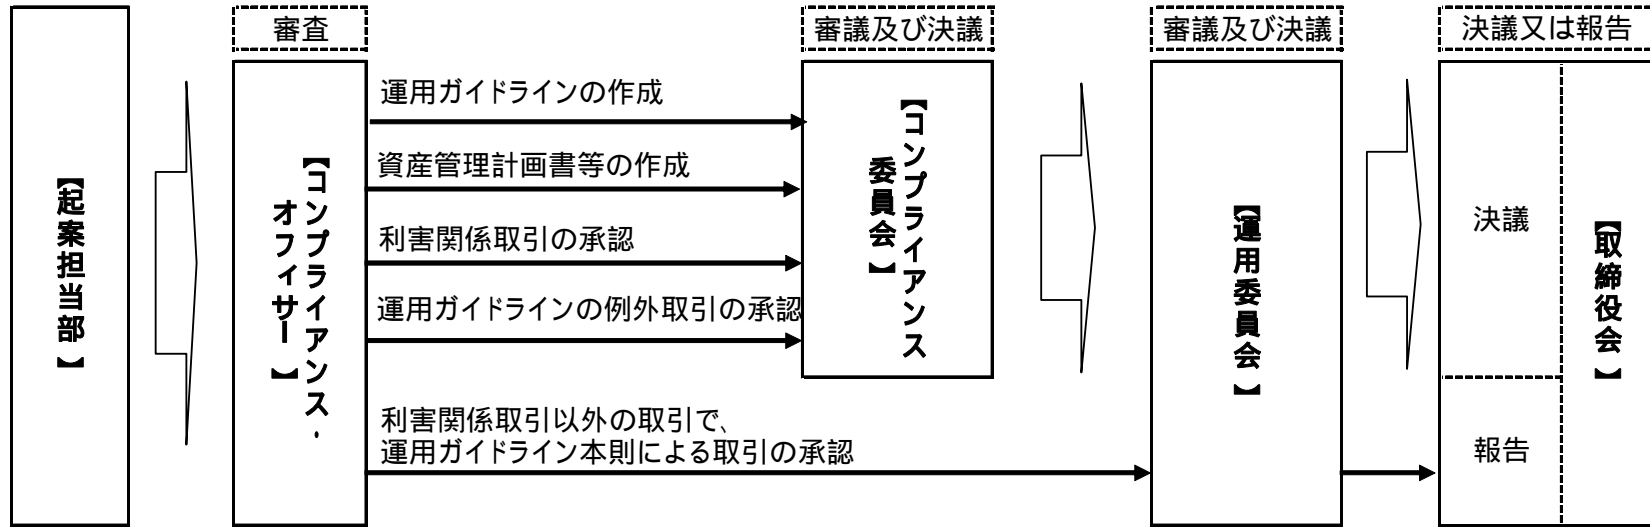 審査
審議及び決議
審議及び決議
決議又は報告
【起案担当部】
【コンプライアンス・
オフィサー】
運用ガイドラインの作成
資産管理計画書等の作成
利害関係取引の承認
運用ガイドラインの例外取引の承認
利害関係取引以外の取引で、
運用ガイドライン本則による取引の承認
【コンプライアンス
委員会】
【運用委員会】
決議
報告
【取締役会】